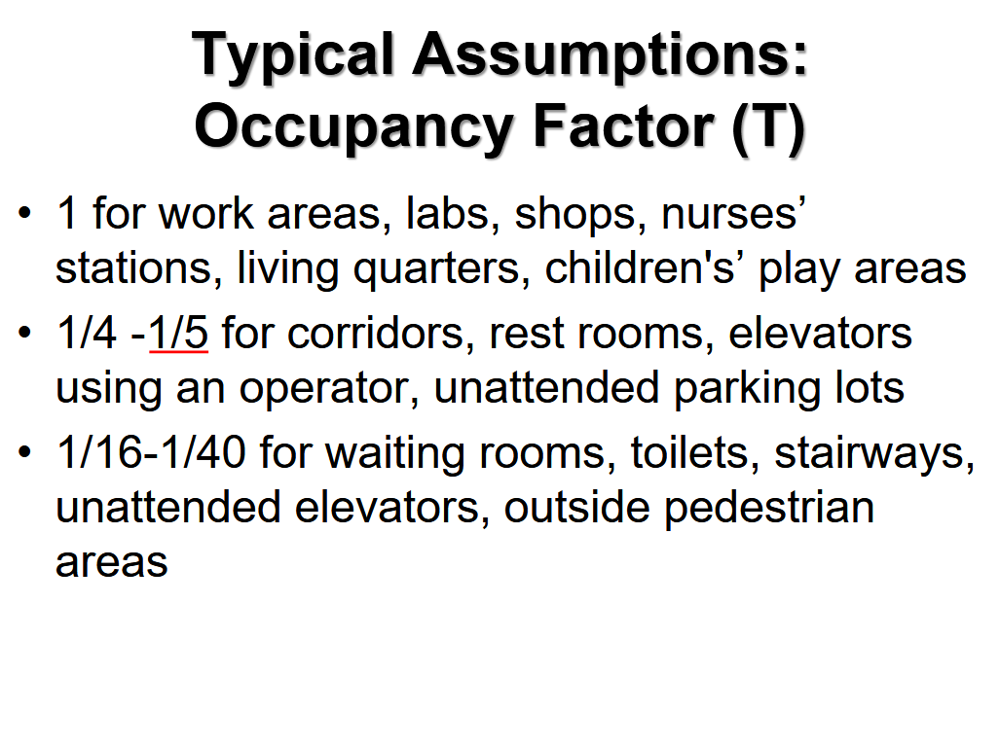 Typical Assumptions:
Occupancy Factor (T)
• 1 for work areas, labs, shops, nurses’
stations, living quarters, children's’ play areas
• 1/4 -1/5 for corridors, rest rooms, elevators
using an operator, unattended parking lots
• 1/16-1/40 for waiting rooms, toilets, stairways,
unattended elevators, outside pedestrian
areas